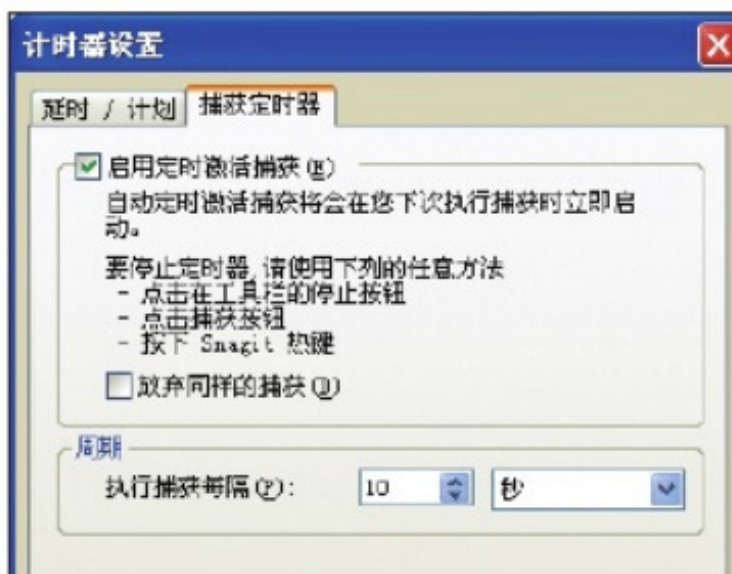 计时器设置
延时 / 计划 捕获定时器
启用定时激活捕获(E)
自动定时激活捕获将会在您下次执行捕获时立即启
动。
要停止定时器,请使用下列的任意方法
- 点击在工具栏的停止按钮
- 点击捕获按钮
- 按下 Snagit 热键
放弃同样的捕获(D)
周期
执行捕获每隔(P): 10 秒